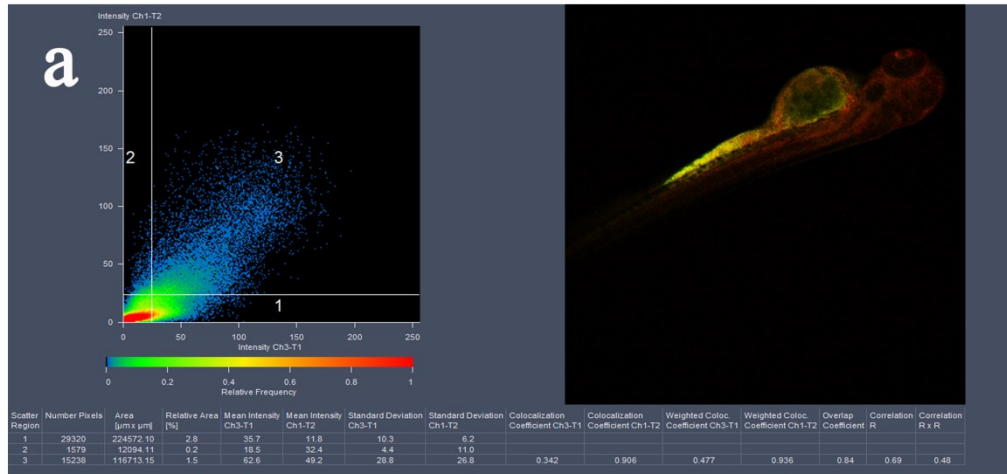 a
Intensity Ch1-T2
250
200
150
2
3
100
50
1
0
0 50 100 150 200 250
Intensity Ch3-T1
0 0.2 0.4 0.6 0.8 1
Relative Frequency
Scatter Region Number Pixels Area [µm x µm] Relative Area [%] Mean Intensity Ch3-T1 Mean Intensity Ch1-T2 Standard Deviation Ch3-T1 Standard Deviation Ch1-T2 Colocalization Coefficient Ch3-T1 Colocalization Coefficient Ch1-T2 Weighted Coloc. Coefficient Ch3-T1 Weighted Coloc. Coefficient Ch1-T2 Overlap Coefficient Correlation R Correlation R x R
1 29320 224572.10 2.8 35.7 11.8 10.3 6.2
2 1579 12094.11 0.2 18.5 32.4 4.4 11.0
3 15238 116713.15 1.5 62.6 49.2 28.8 26.8 0.342 0.906 0.477 0.936 0.84 0.69 0.48